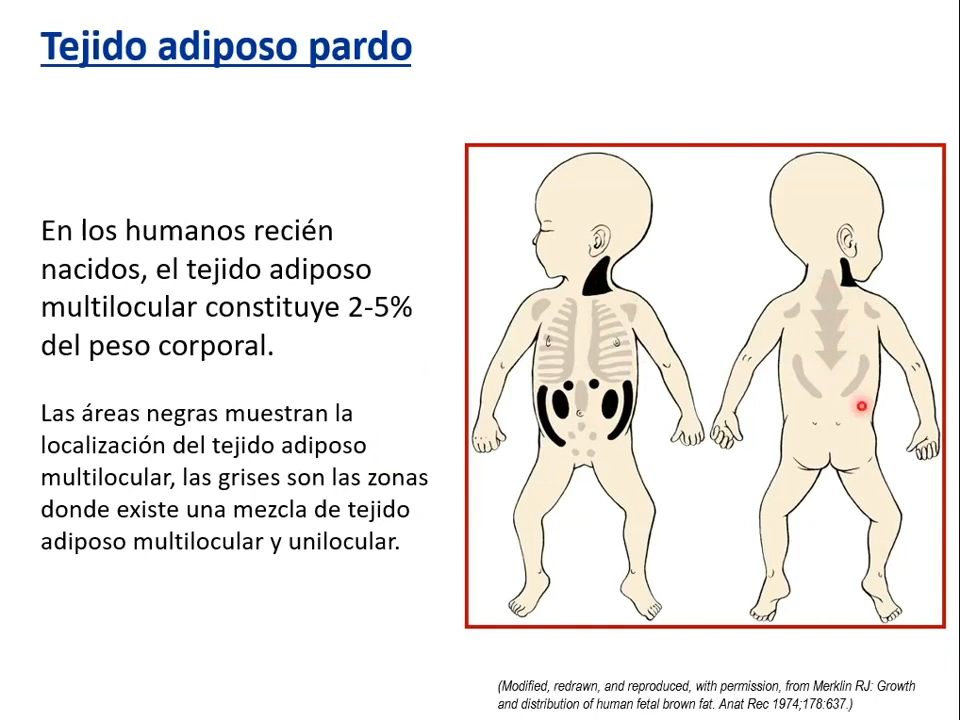 Tejido adiposo pardo
En los humanos recién
nacidos, el tejido adiposo
multilocular constituye 2-5%
del peso corporal.
Las áreas negras muestran la
localización del tejido adiposo
multilocular, las grises son las zonas
donde existe una mezcla de tejido
adiposo multilocular y unilocular.
(Modified, redrawn, and reproduced, with permission, from Merklin RJ: Growth
and distribution of human fetal brown fat. Anat Rec 1974;178:637.)